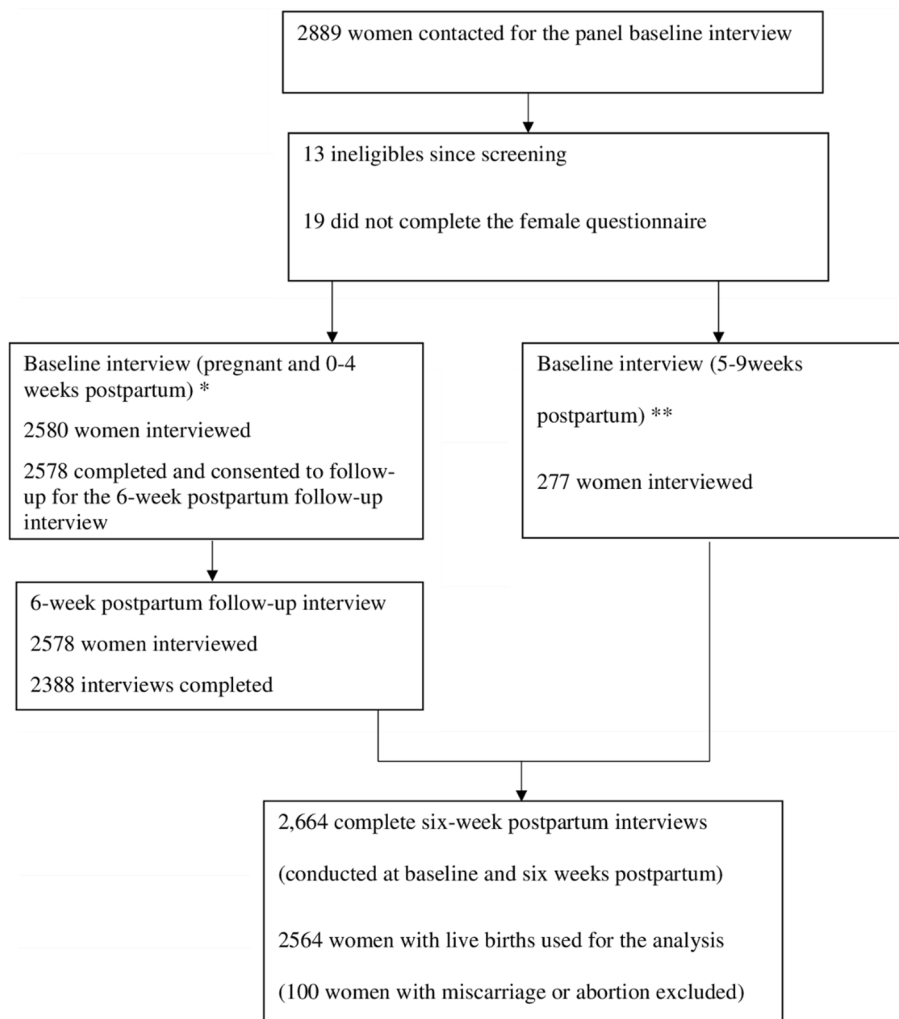 2889 women contacted for the panel baseline interview
13 ineligibles since screening
19 did not complete the female questionnaire
Baseline interview (pregnant and 0-4
weeks postpartum) *
2580 women interviewed
2578 completed and consented to follow-
up for the 6-week postpartum follow-up
interview
Baseline interview (5-9weeks
postpartum) **
277 women interviewed
6-week postpartum follow-up interview
2578 women interviewed
2388 interviews completed
2,664 complete six-week postpartum interviews
(conducted at baseline and six weeks postpartum)
2564 women with live births used for the analysis
(100 women with miscarriage or abortion excluded)